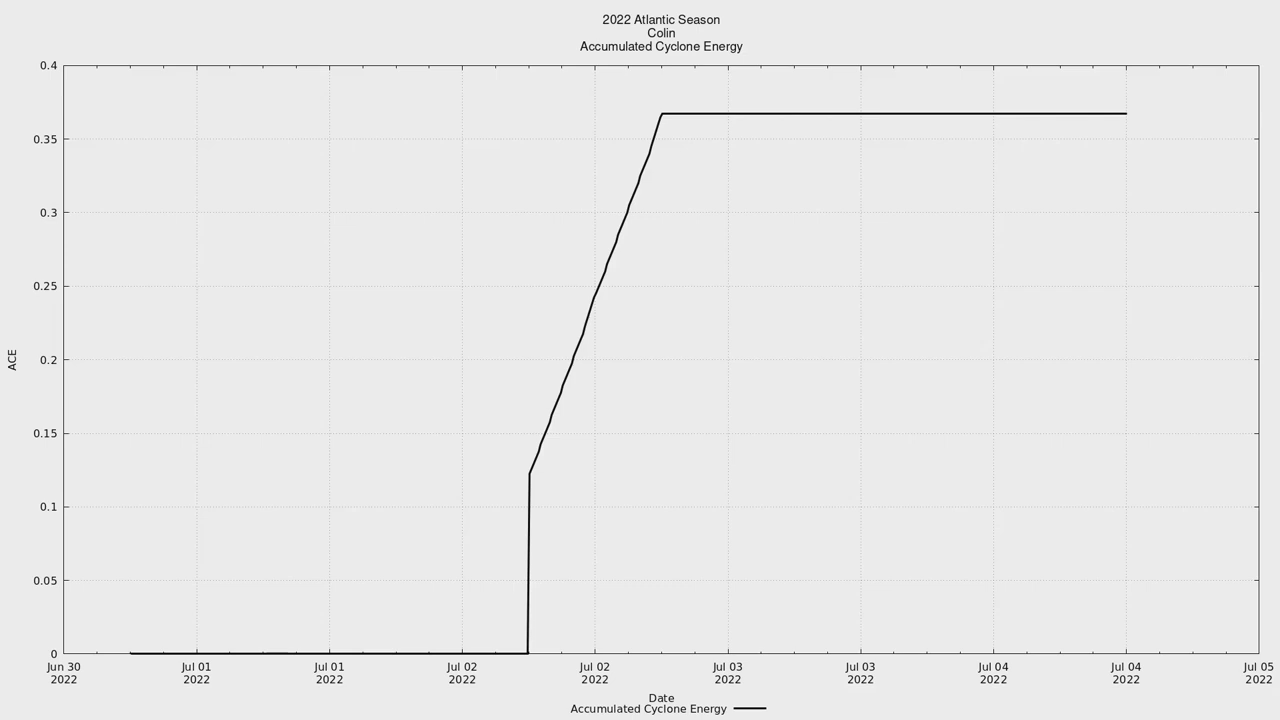 2022 Atlantic Season
Colin
Accumulated Cyclone Energy
0.4
0.35
0.3
0.25
0.2
0.15
0.1
0.05
0
ACE
Jun 30 Jul 01 Jul 01 Jul 02 Jul 02 Jul 03 Jul 03 Jul 04 Jul 04 Jul 05
2022 2022 2022 2022 2022 2022 2022 2022 2022 2022
Date
Accumulated Cyclone Energy